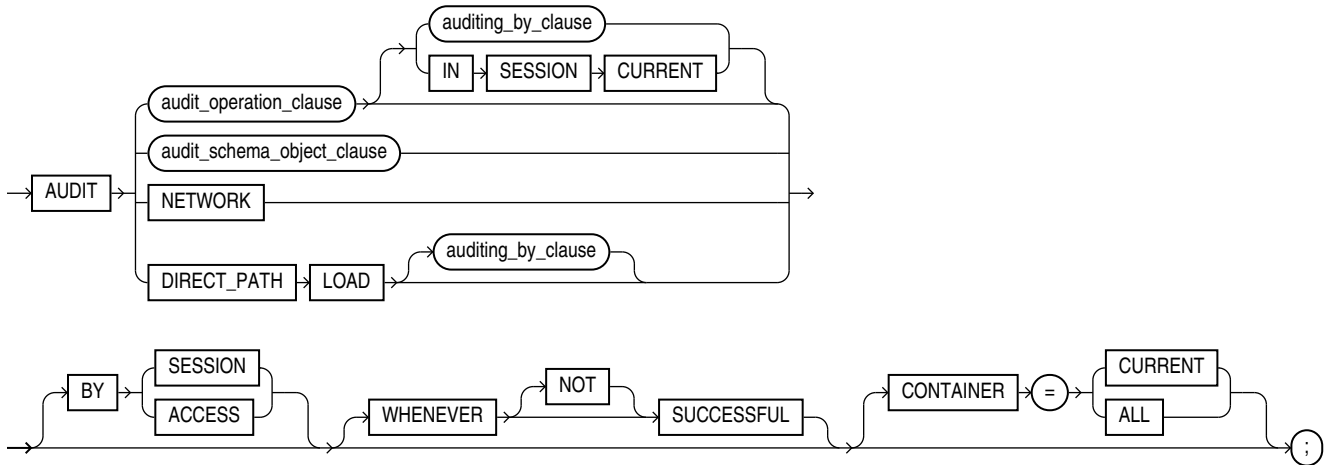 auditing_by_clause
IN SESSION CURRENT
audit_operation_clause
audit_schema_object_clause
AUDIT
NETWORK
auditing_by_clause
DIRECT_PATH LOAD
SESSION
BY
ACCESS
NOT
WHENEVER SUCCESSFUL
CURRENT
CONTAINER =
ALL
;